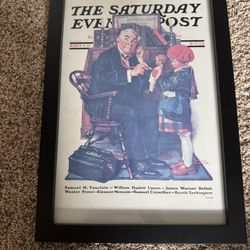 THE SATURDAY
EVENING POST
Samuel M. Vauclain — William Hazlett Upson — James Warner Bellah
Wesley Stout — Eleanor Mercein — Samuel Crowther — Booth Tarkington